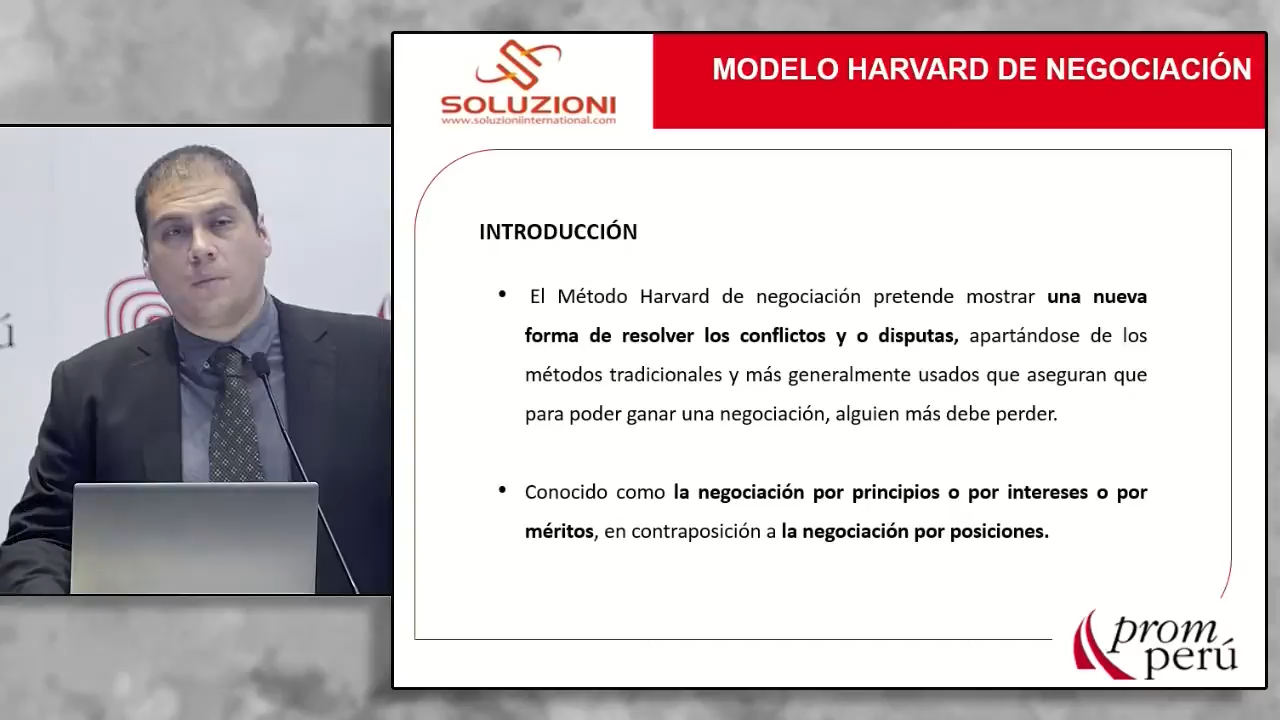 SOLUZIONI
www.soluzioniinternational.com
MODELO HARVARD DE NEGOCIACIÓN
INTRODUCCIÓN
• El Método Harvard de negociación pretende mostrar una nueva
forma de resolver los conflictos y o disputas, apartándose de los
métodos tradicionales y más generalmente usados que aseguran que
para poder ganar una negociación, alguien más debe perder.
• Conocido como la negociación por principios o por intereses o por
méritos, en contraposición a la negociación por posiciones.
prom
perú
ú